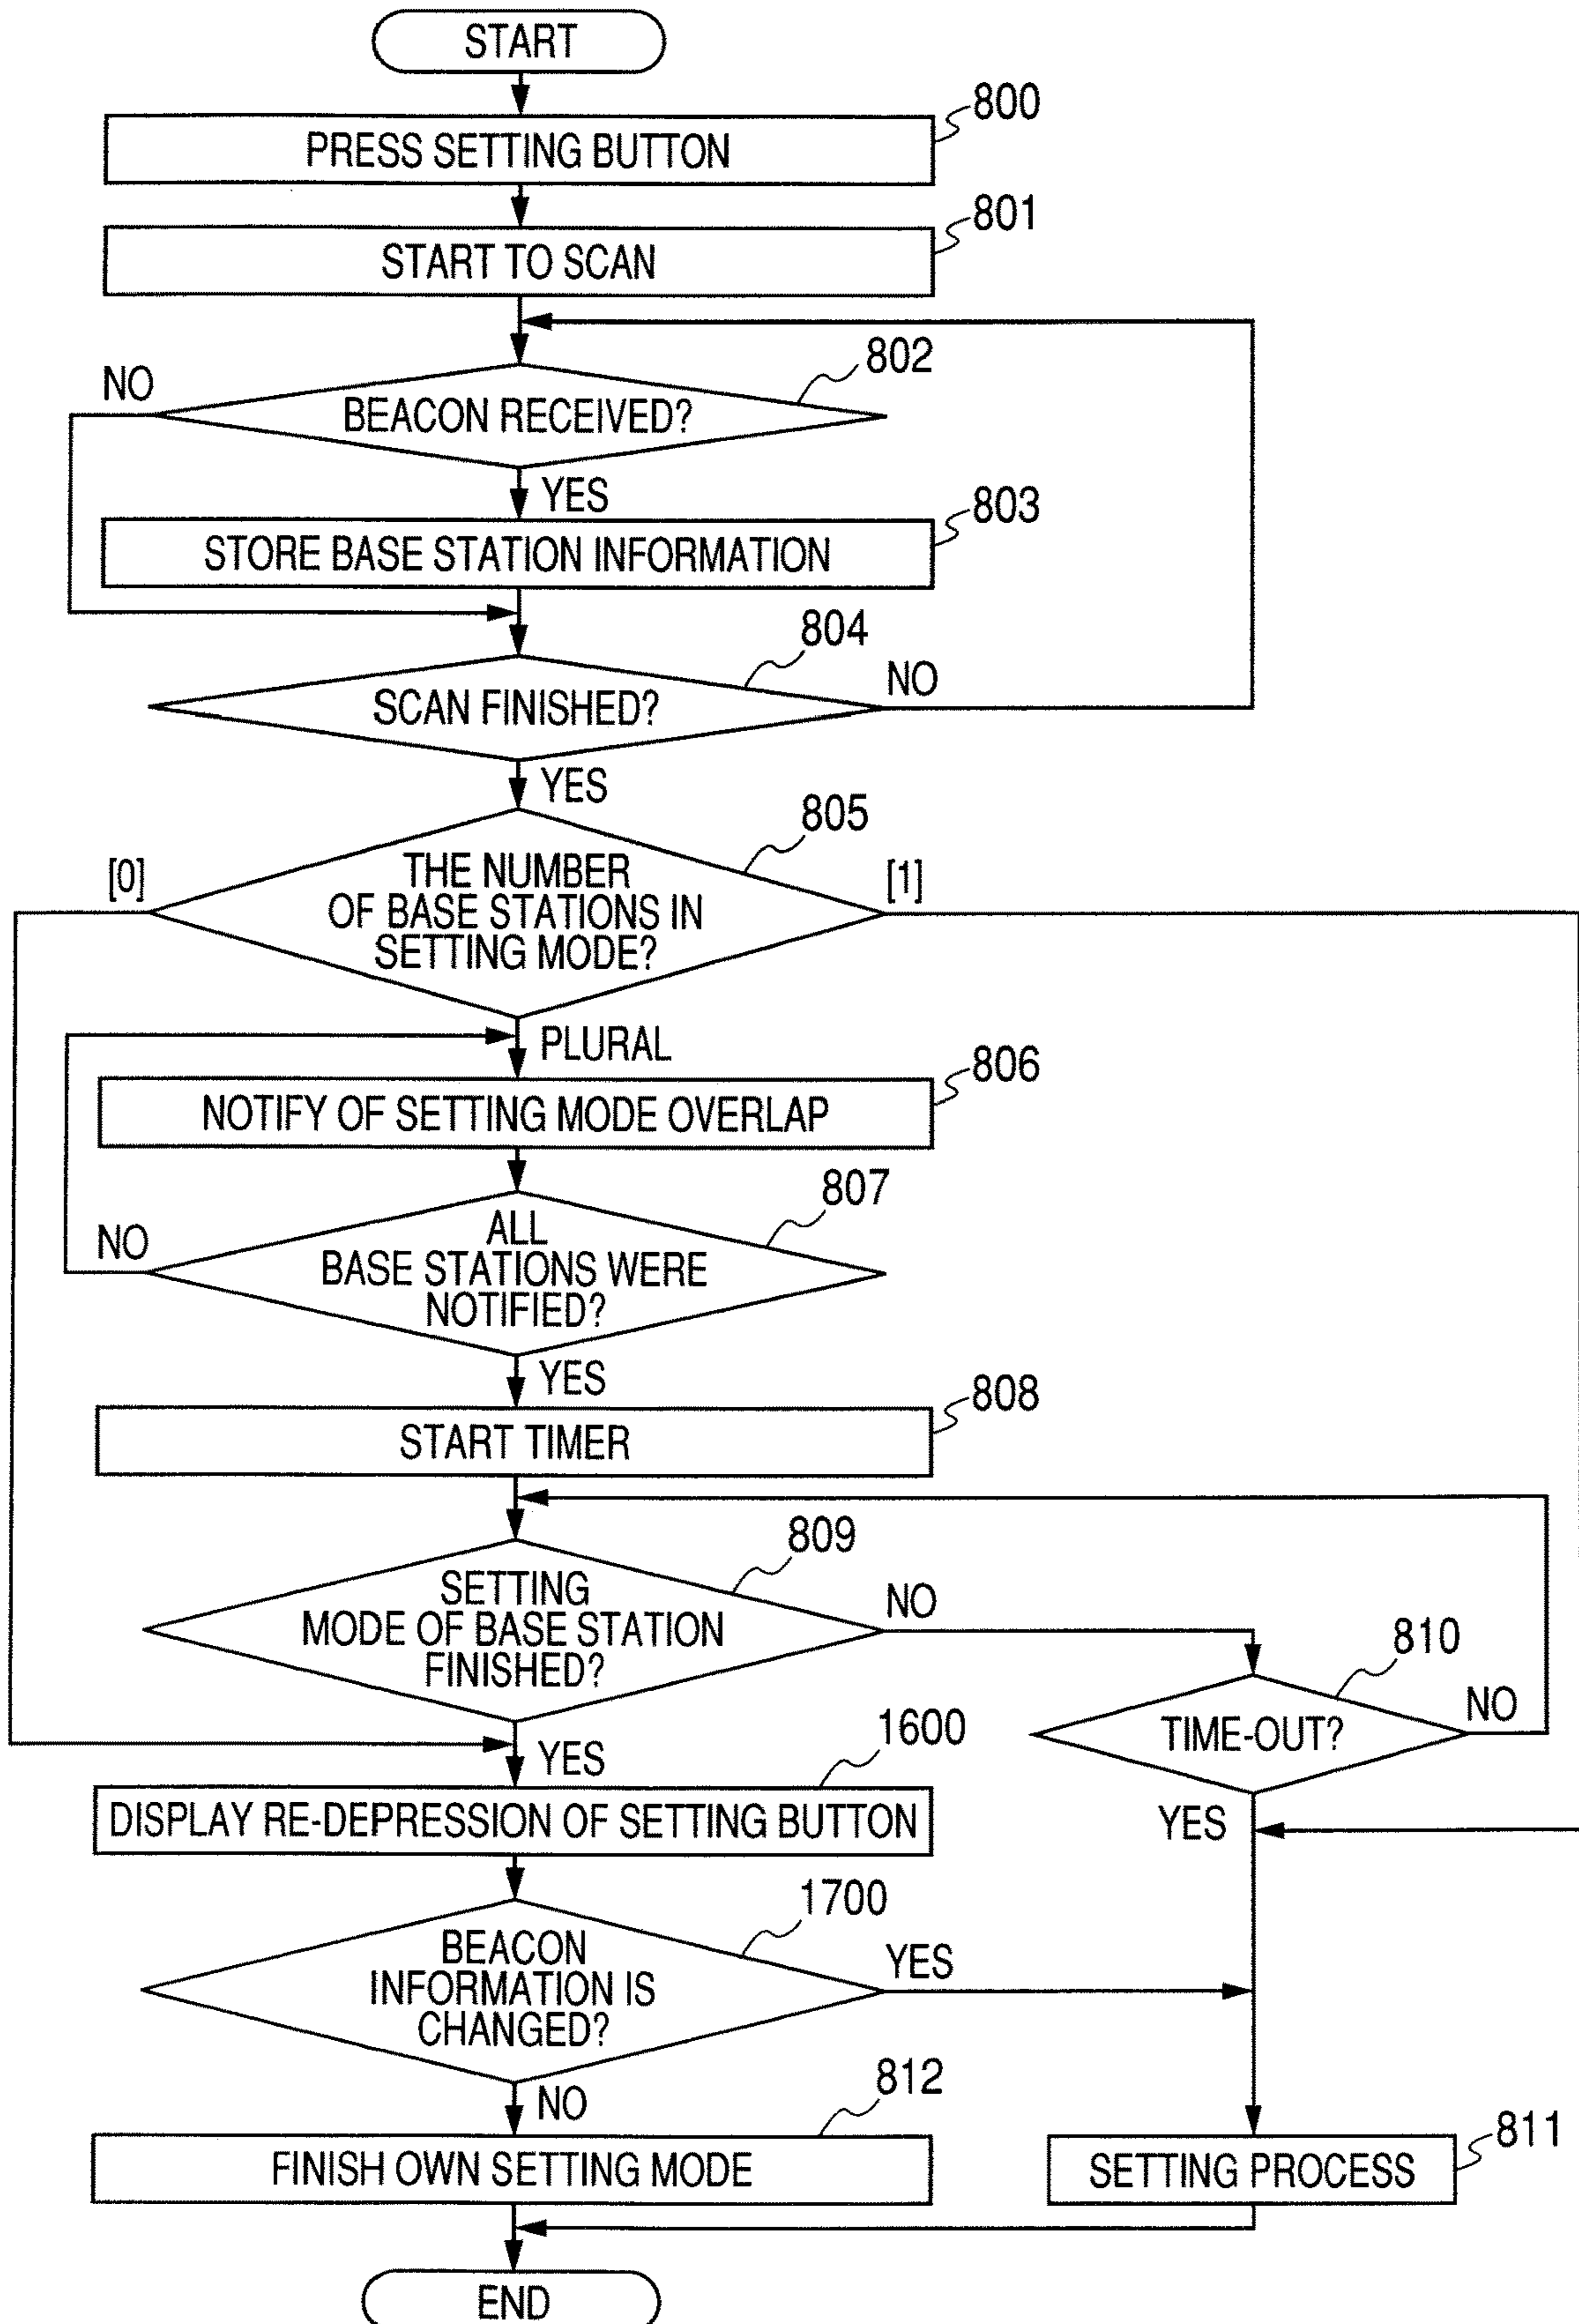 START
800
PRESS SETTING BUTTON
801
START TO SCAN
802
NO
BEACON RECEIVED?
YES
803
STORE BASE STATION INFORMATION
804
NO
SCAN FINISHED?
YES
805
[0]
[1]
THE NUMBER
OF BASE STATIONS IN
SETTING MODE?
PLURAL
806
NOTIFY OF SETTING MODE OVERLAP
807
NO
ALL
BASE STATIONS WERE
NOTIFIED?
YES
808
START TIMER
809
SETTING
MODE OF BASE STATION
FINISHED?
NO
810
TIME-OUT?
NO
YES
1600
YES
DISPLAY RE-DEPRESSION OF SETTING BUTTON
1700
BEACON
INFORMATION IS
CHANGED?
YES
NO
812
FINISH OWN SETTING MODE
811
SETTING PROCESS
END